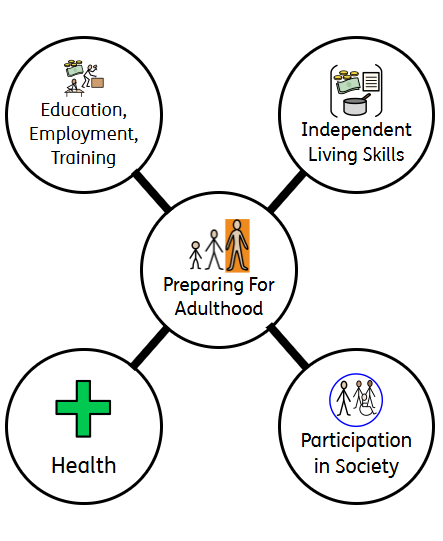 Education,
Employment,
Training
Independent
Living Skills
Preparing For
Adulthood
Health
Participation
in Society